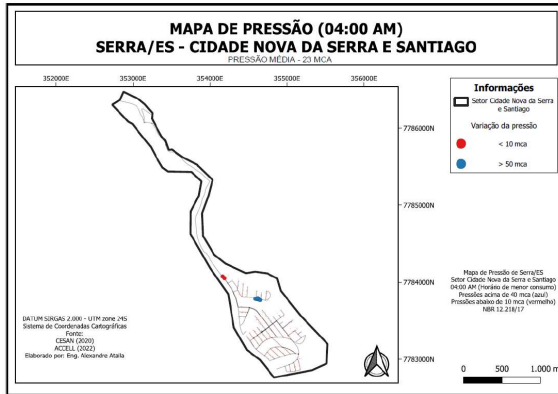 MAPA DE PRESSÃO (04:00 AM)
SERRA/ES - CIDADE NOVA DA SERRA E SANTIAGO
PRESSÃO MÉDIA - 23 MCA
352000E
353000E
354000E
355000E
356000E
7786000N
7785000N
7784000N
7783000N
Informações
Setor Cidade Nova da Serra
e Santiago
Variação da pressão
< 10 mca
> 50 mca
Mapa de Pressão de Serra/ES
Setor Cidade Nova da Serra e Santiago
04:00 AM (Horário de menor consumo)
Pressões acima de 40 mca (azul)
Pressões abaixo de 10 mca (vermelho)
NBR 12.218/17
DATUM SIRGAS 2.000 - UTM zone 24S
Sistema de Coordenadas Cartográficas
Fonte:
CESAN (2020)
ACCELL (2022)
Elaborado por: Eng. Alexandre Ataíla
0 500 1.000 m